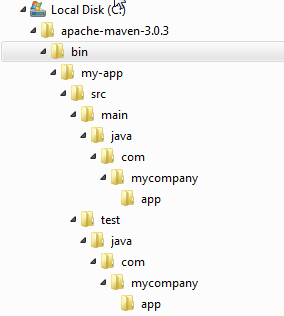 Local Disk (C:)
apache-maven-3.0.3
bin
my-app
src
main
java
com
mycompany
app
test
java
com
mycompany
app